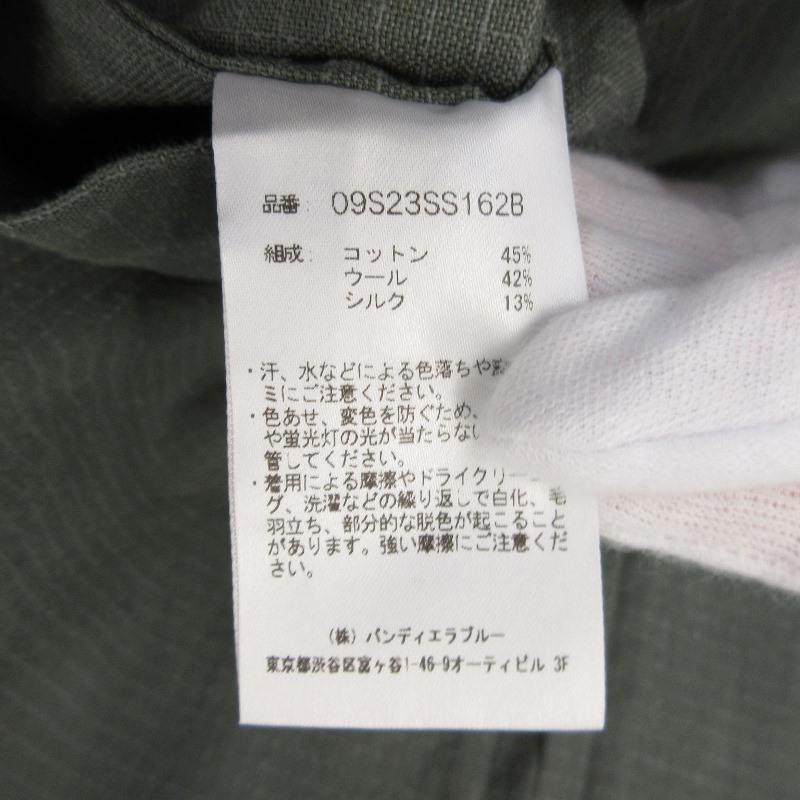 品番: 09S23SS162B
組成: コットン 45%
ウール 42%
シルク 13%
・汗、水などによる色落ちや
ミにご注意ください。
・色あせ、変色を防ぐため、
や蛍光灯の光が当たらない
管してください。
・着用による摩擦やドライクリー
グ、洗濯などの繰り返しで白化、毛
羽立ち、部分的な脱色が起こること
があります。強い摩擦にご注意くだ
さい。
(株) バンディエラブルー
東京都渋谷区富ヶ谷1-46-9オーティビル 3F